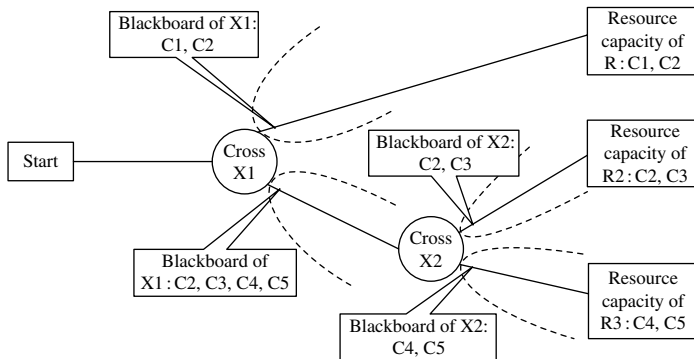 Blackboard of X1:
C1, C2
Resource
capacity of
R : C1, C2
Start
Cross
X1
Blackboard of X2:
C2, C3
Resource
capacity of
R2 : C2, C3
Blackboard of
X1 : C2, C3, C4, C5
Cross
X2
Blackboard of X2:
C4, C5
Resource
capacity of
R3 : C4, C5